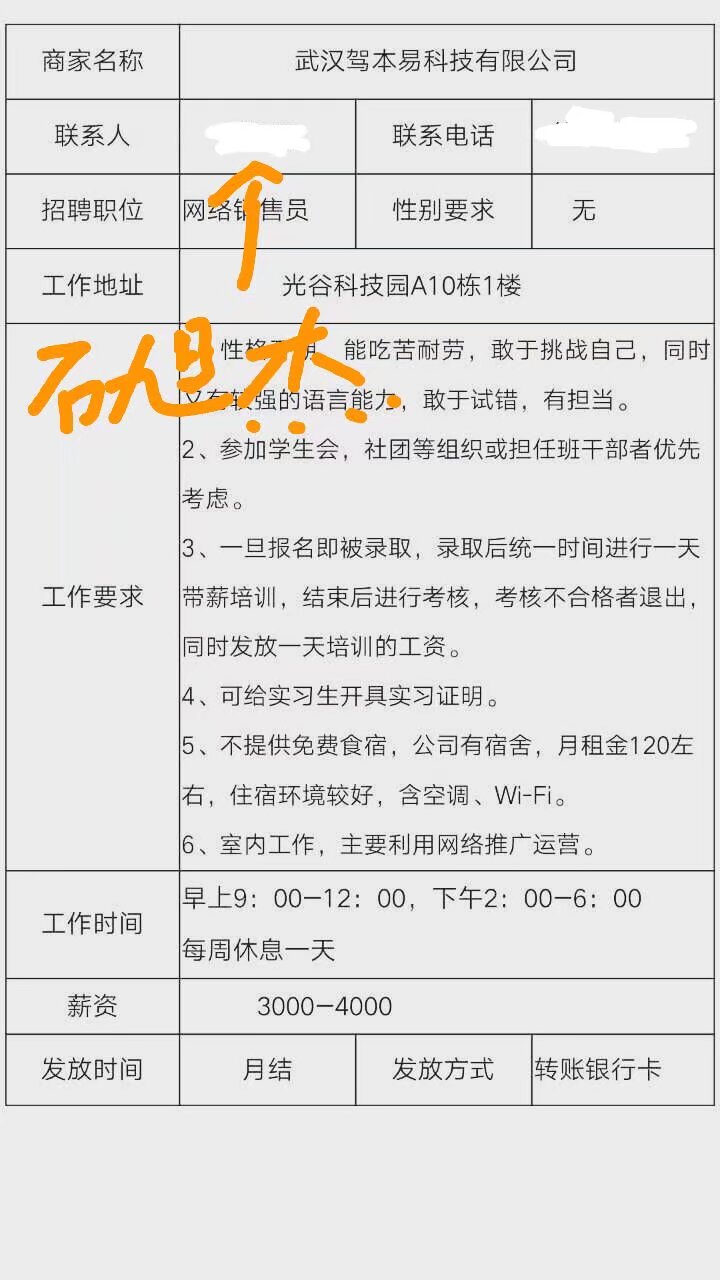 商家名称 武汉驾本易科技有限公司
联系人 联系电话
招聘职位 网络销售员 性别要求 无
工作地址 光谷科技园A10栋1楼
石旭杰
性格开朗，能吃苦耐劳，敢于挑战自己，同时
又有较强的语言能力，敢于试错，有担当。
2、参加学生会，社团等组织或担任班干部者优先
考虑。
3、一旦报名即被录取，录取后统一时间进行一天
工作要求
带薪培训，结束后进行考核，考核不合格者退出，
同时发放一天培训的工资。
4、可给实习生开具实习证明。
5、不提供免费食宿，公司有宿舍，月租金120左
右，住宿环境较好，含空调、Wi-Fi。
6、室内工作，主要利用网络推广运营。
工作时间
早上9：00—12：00，下午2：00—6：00
每周休息一天
薪资 3000—4000
发放时间 月结 发放方式 转账银行卡